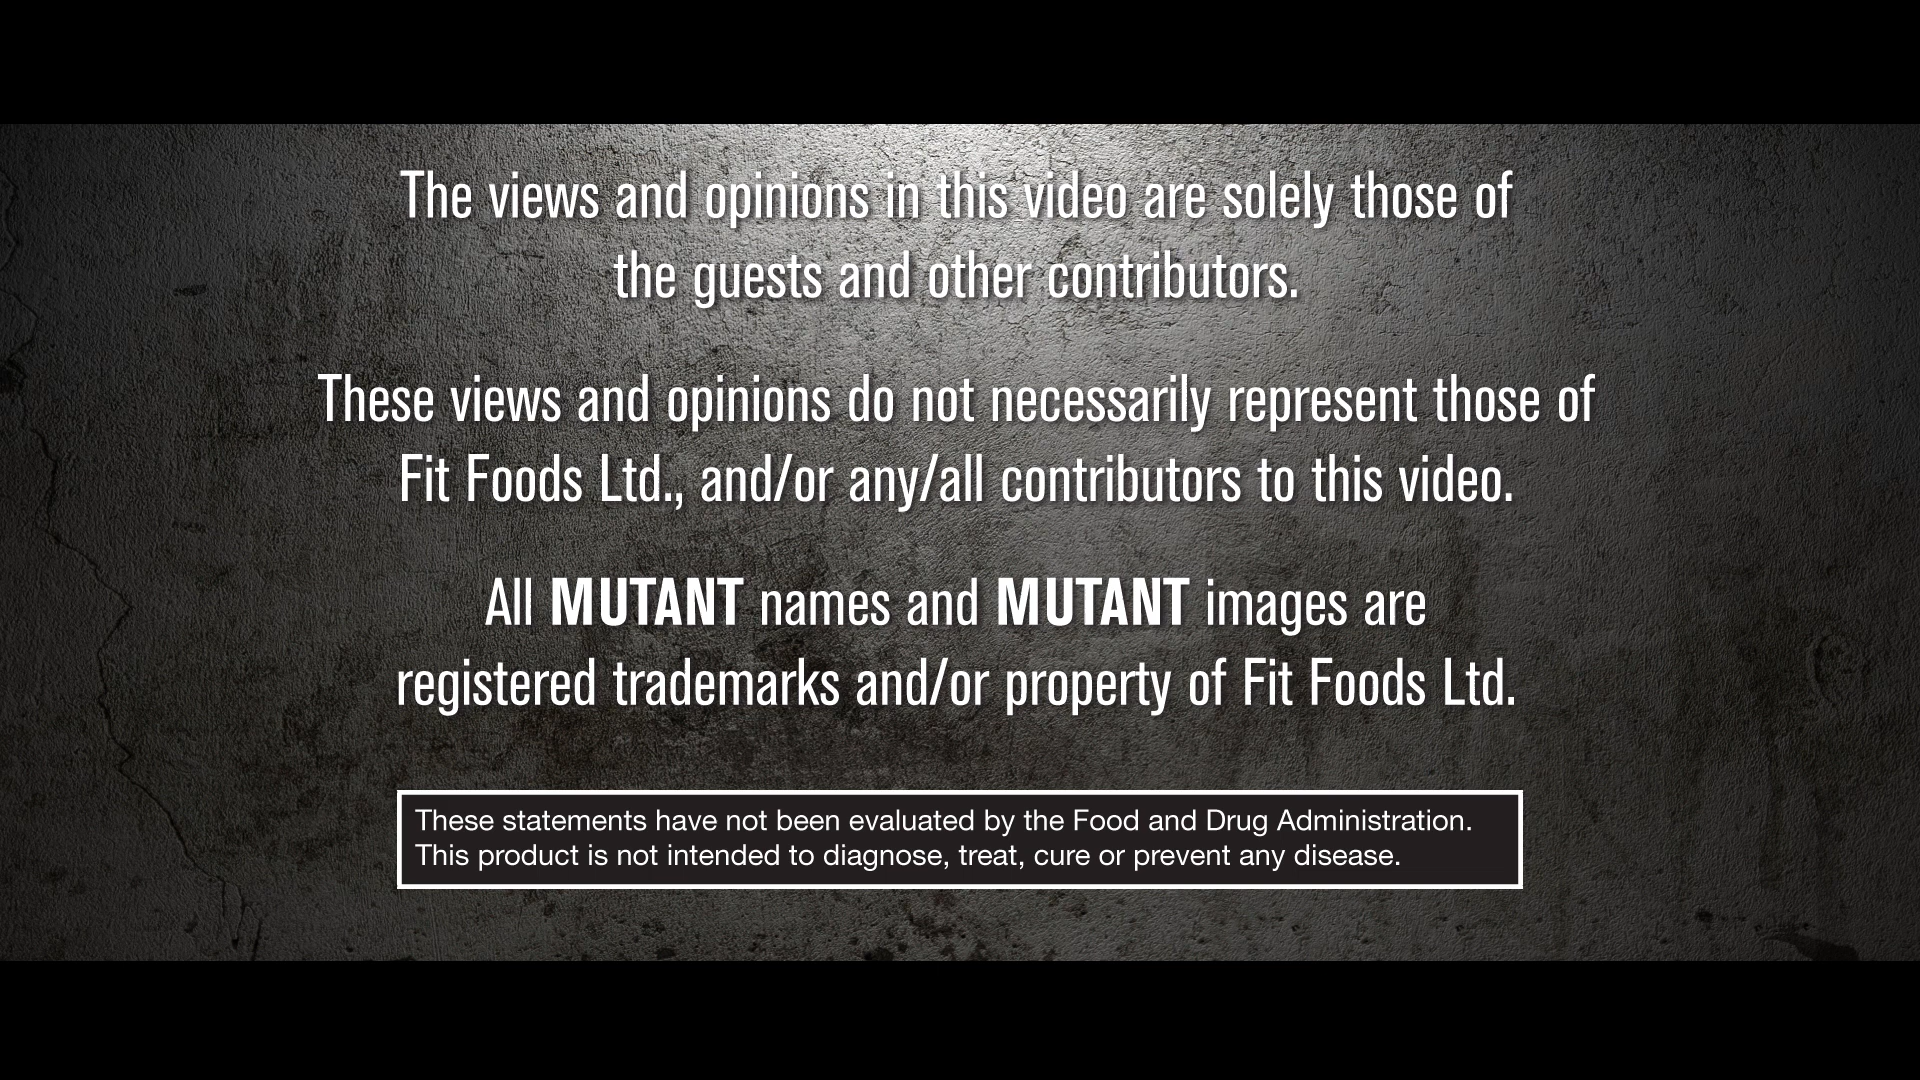 The views and opinions in this video are solely those of
the guests and other contributors.
These views and opinions do not necessarily represent those of
Fit Foods Ltd., and/or any/all contributors to this video.
All MUTANT names and MUTANT images are
registered trademarks and/or property of Fit Foods Ltd.
These statements have not been evaluated by the Food and Drug Administration.
This product is not intended to diagnose, treat, cure or prevent any disease.